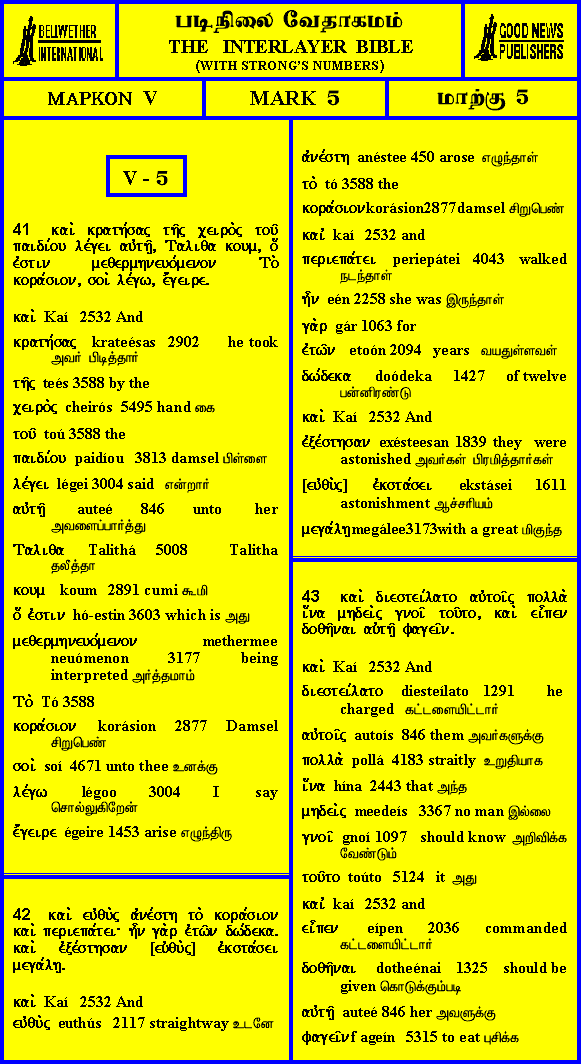 BELLWETHER
INTERNATIONAL
படிநிலை வேதாகமம்
THE INTERLAYER BIBLE
(WITH STRONG'S NUMBERS)
GOOD NEWS
PUBLISHERS
ΜΑΡΚΟΝ V
MARK 5
மாற்கு 5
V - 5
41 καὶ κρατήσας τῆς χειρὸς τοῦ
παιδίου λέγει αὐτῇ, Ταλιθα κουμ, ὅ
ἐστιν μεθερμηνευόμενον Τὸ
κοράσιον, σοὶ λέγω, ἔγειρε.
καὶ Kaí 2532 And
κρατήσας krateésas 2902 he took
அவர் பிடித்தார்
τῆς teés 3588 by the
χειρὸς cheirós 5495 hand கை
τοῦ toú 3588 the
παιδίου paidíou 3813 damsel பிள்ளை
λέγει légei 3004 said என்றார்
αὐτῇ auteé 846 unto her
அவளைப்பார்த்து
Ταλιθα Talithá 5008 Talitha
தலீத்தா
κουμ koum 2891 cumi கூமி
ὅ ἐστιν hó-estin 3603 which is அது
μεθερμηνευόμενον methermee
neuómenon 3177 being
interpreted அர்த்தமாம்
Τὸ Tó 3588
κοράσιον korásion 2877 Damsel
சிறுபெண்
σοὶ soí 4671 unto thee உனக்கு
λέγω légoo 3004 I say
சொல்லுகிறேன்
ἔγειρε égeire 1453 arise எழுந்திரு
42 καὶ εὐθὺς ἀνέστη τὸ κοράσιον
καὶ περιεπάτει· ἦν γὰρ ἐτῶν δώδεκα.
καὶ ἐξέστησαν [εὐθὺς] ἐκστάσει
μεγάλῃ.
καὶ Kaí 2532 And
εὐθὺς euthús 2117 straightway உடனே
ἀνέστη anéstee 450 arose எழுந்தாள்
τὸ tó 3588 the
κοράσιονkorásion2877damsel சிறுபெண்
καὶ kaí 2532 and
περιεπάτει periepátei 4043 walked
நடந்தாள்
ἦν eén 2258 she was இருந்தாள்
γὰρ gár 1063 for
ἐτῶν etoón 2094 years வயதுள்ளவள்
δώδεκα doódeka 1427 of twelve
பன்னிரண்டு
καὶ Kaí 2532 And
ἐξέστησαν exésteesan 1839 they were
astonished அவர்கள் பிரமித்தார்கள்
[εὐθὺς] ἐκστάσει ekstásei 1611
astonishment ஆச்சரியம்
μεγάλῃmegálee3173with a great மிகுந்த
43 καὶ διεστείλατο αὐτοῖς πολλὰ
ἵνα μηδεὶς γνοῖ τοῦτο, καὶ εἶπεν
δοθῆναι αὐτῇ φαγεῖν.
καὶ Kaí 2532 And
διεστείλατο diesteílato 1291 he
charged கட்டளையிட்டார்
αὐτοῖς autoís 846 them அவர்களுக்கு
πολλὰ pollá 4183 straitly உறுதியாக
ἵνα hína 2443 that அந்த
μηδεὶς meedeís 3367 no man இல்லை
γνοῖ gnoí 1097 should know அறிவிக்க
வேண்டும்
τοῦτο toúto 5124 it அது
καὶ kaí 2532 and
εἶπεν eípen 2036 commanded
கட்டளையிட்டார்
δοθῆναι dotheénai 1325 should be
given கொடுக்கும்படி
αὐτῇ auteé 846 her அவளுக்கு
φαγεῖνf ageín 5315 to eat புசிக்க